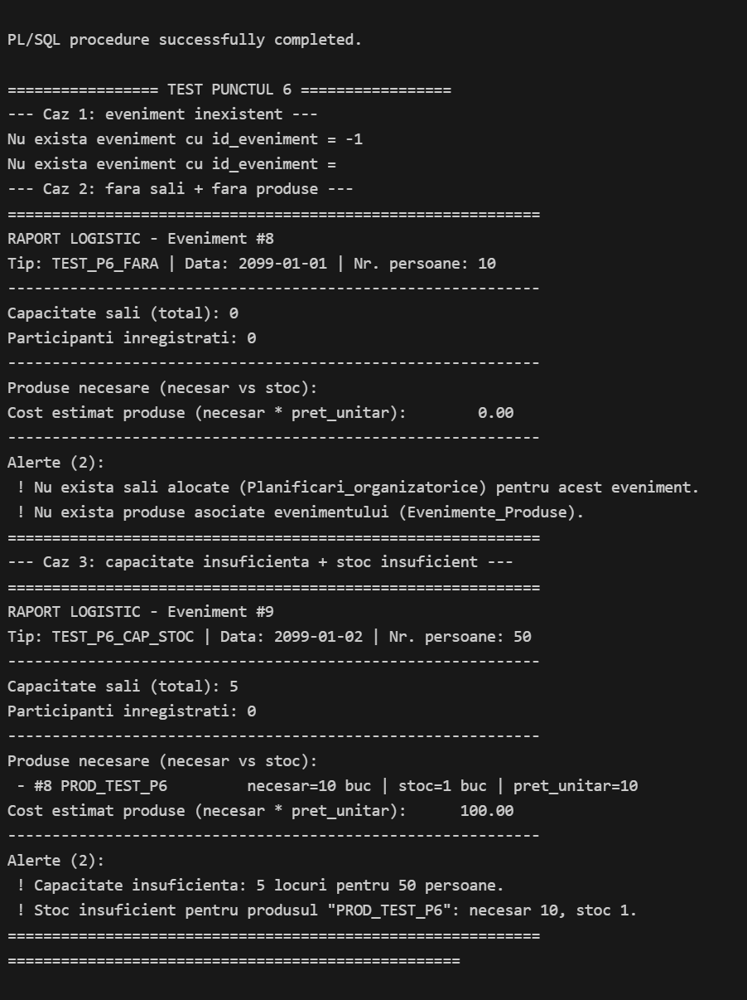 PL/SQL procedure successfully completed.
================= TEST PUNCTUL 6 =================
--- Caz 1: eveniment inexistent ---
Nu exista eveniment cu id_eveniment = -1
Nu exista eveniment cu id_eveniment =
--- Caz 2: fara sali + fara produse ---
============================================================
RAPORT LOGISTIC - Eveniment #8
Tip: TEST_P6_FARA | Data: 2099-01-01 | Nr. persoane: 10
------------------------------------------------------------
Capacitate sali (total): 0
Participanti inregistrati: 0
------------------------------------------------------------
Produse necesare (necesar vs stoc):
Cost estimat produse (necesar * pret_unitar):        0.00
------------------------------------------------------------
Alerte (2):
 ! Nu exista sali alocate (Planificari_organizatorice) pentru acest eveniment.
 ! Nu exista produse asociate evenimentului (Evenimente_Produse).
============================================================
--- Caz 3: capacitate insuficienta + stoc insuficient ---
============================================================
RAPORT LOGISTIC - Eveniment #9
Tip: TEST_P6_CAP_STOC | Data: 2099-01-02 | Nr. persoane: 50
------------------------------------------------------------
Capacitate sali (total): 5
Participanti inregistrati: 0
------------------------------------------------------------
Produse necesare (necesar vs stoc):
 - #8 PROD_TEST_P6         necesar=10 buc | stoc=1 buc | pret_unitar=10
Cost estimat produse (necesar * pret_unitar):      100.00
------------------------------------------------------------
Alerte (2):
 ! Capacitate insuficienta: 5 locuri pentru 50 persoane.
 ! Stoc insuficient pentru produsul "PROD_TEST_P6": necesar 10, stoc 1.
============================================================
===================================================